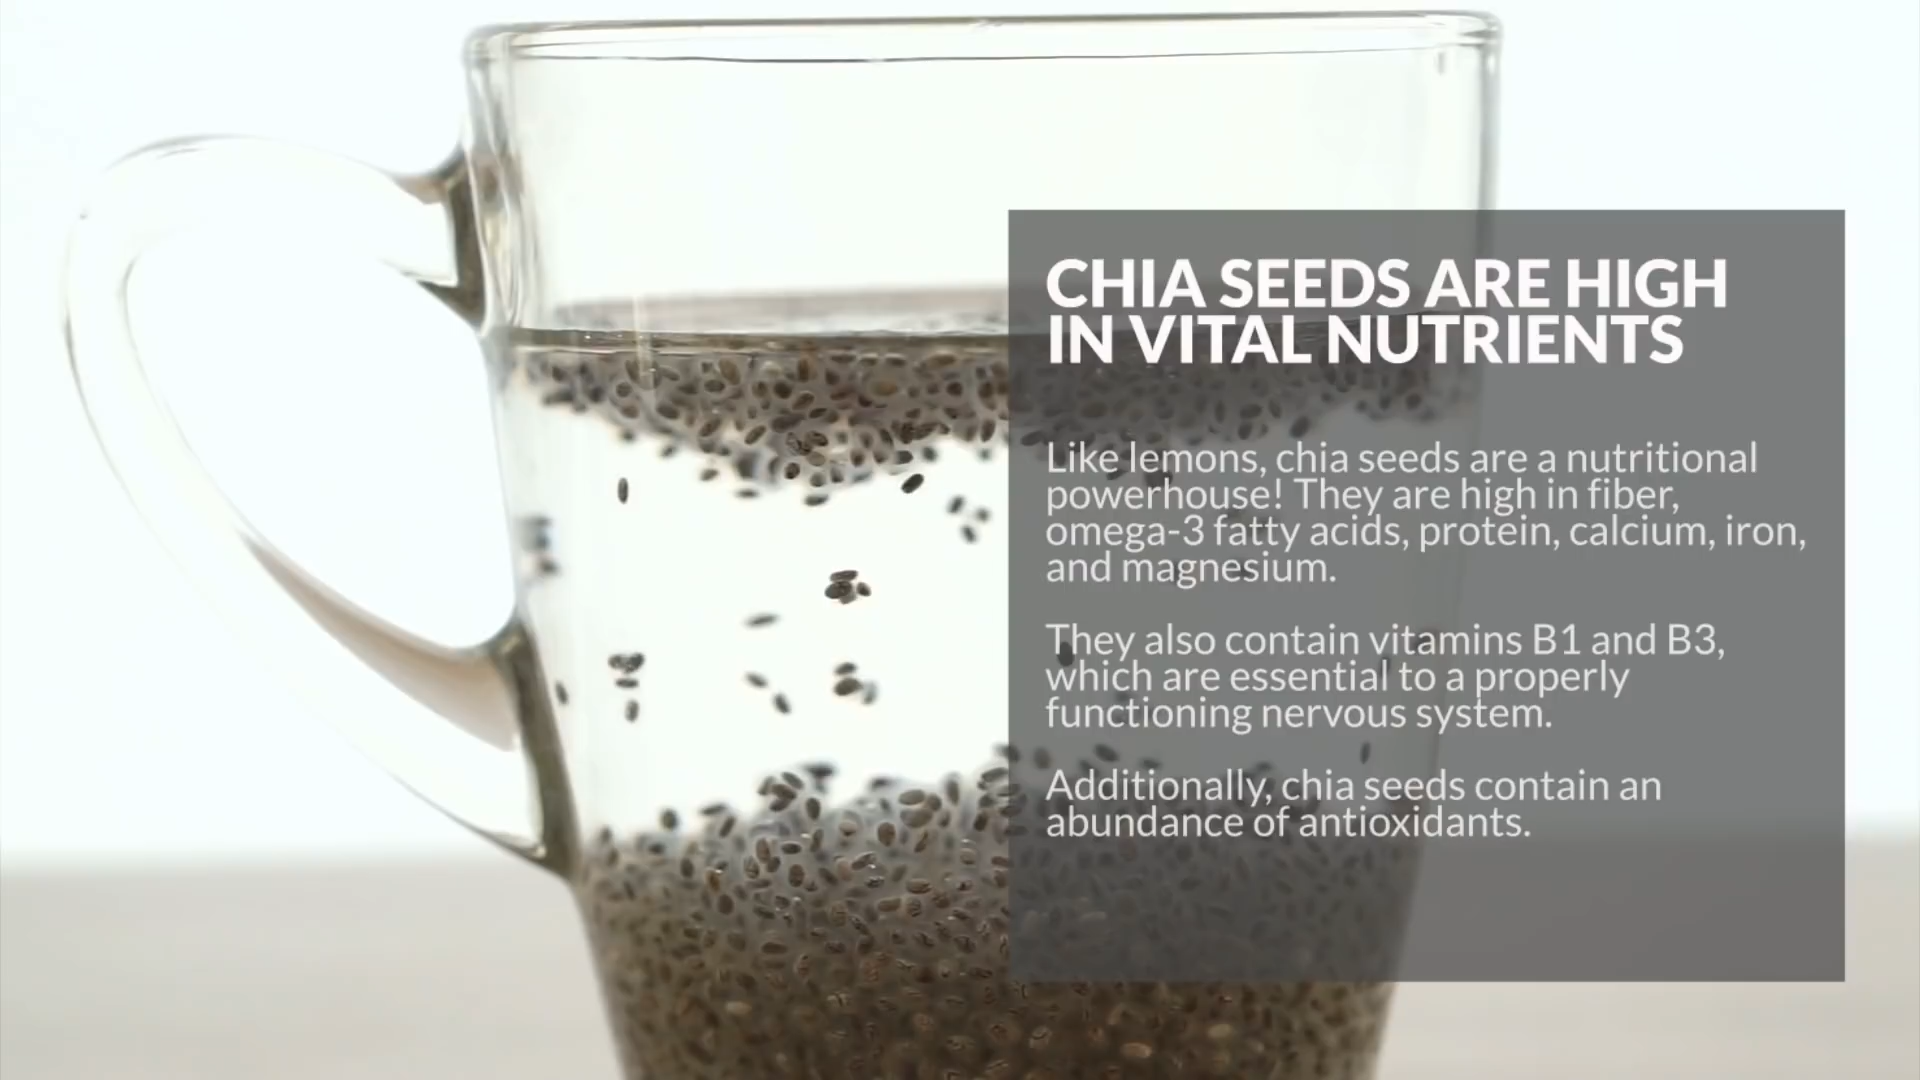 CHIA SEEDS ARE HIGH
IN VITAL NUTRIENTS
Like lemons, chia seeds are a nutritional
powerhouse! They are high in fiber,
omega-3 fatty acids, protein, calcium, iron,
and magnesium.
They also contain vitamins B1 and B3,
which are essential to a properly
functioning nervous system.
Additionally, chia seeds contain an
abundance of antioxidants.